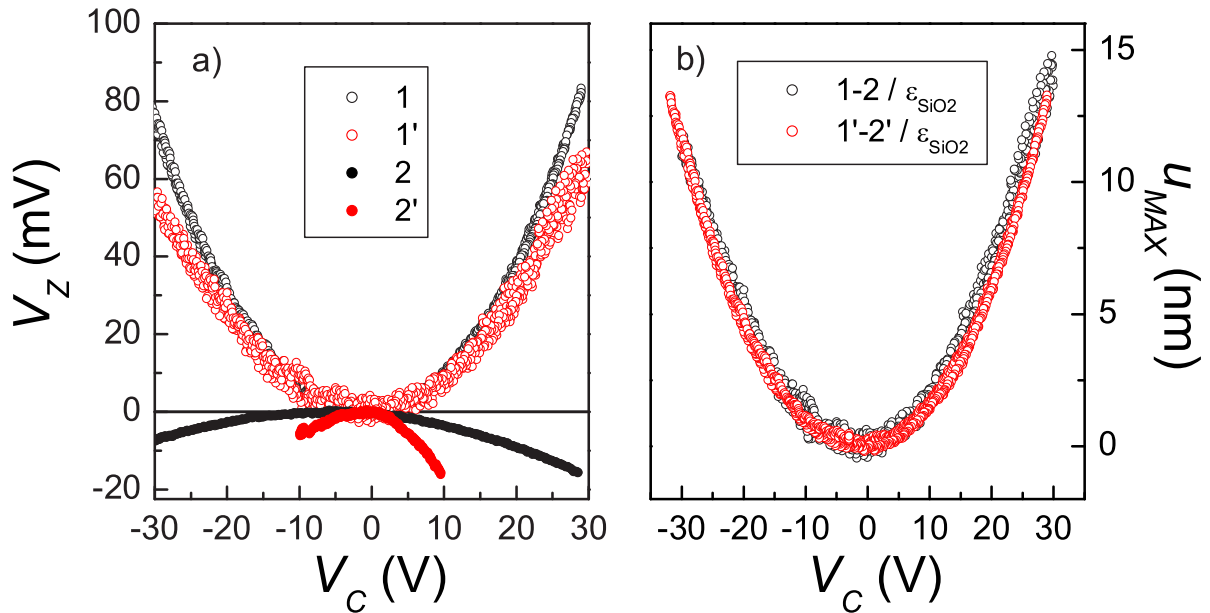 a)
1
1'
2
2'
100
80
60
40
20
0
-20
V_Z (mV)
-30 -20 -10 0 10 20 30
V_C (V)
b)
1-2 / ε_SiO2
1'-2' / ε_SiO2
15
10
5
0
u_MAX (nm)
-30 -20 -10 0 10 20 30
V_C (V)